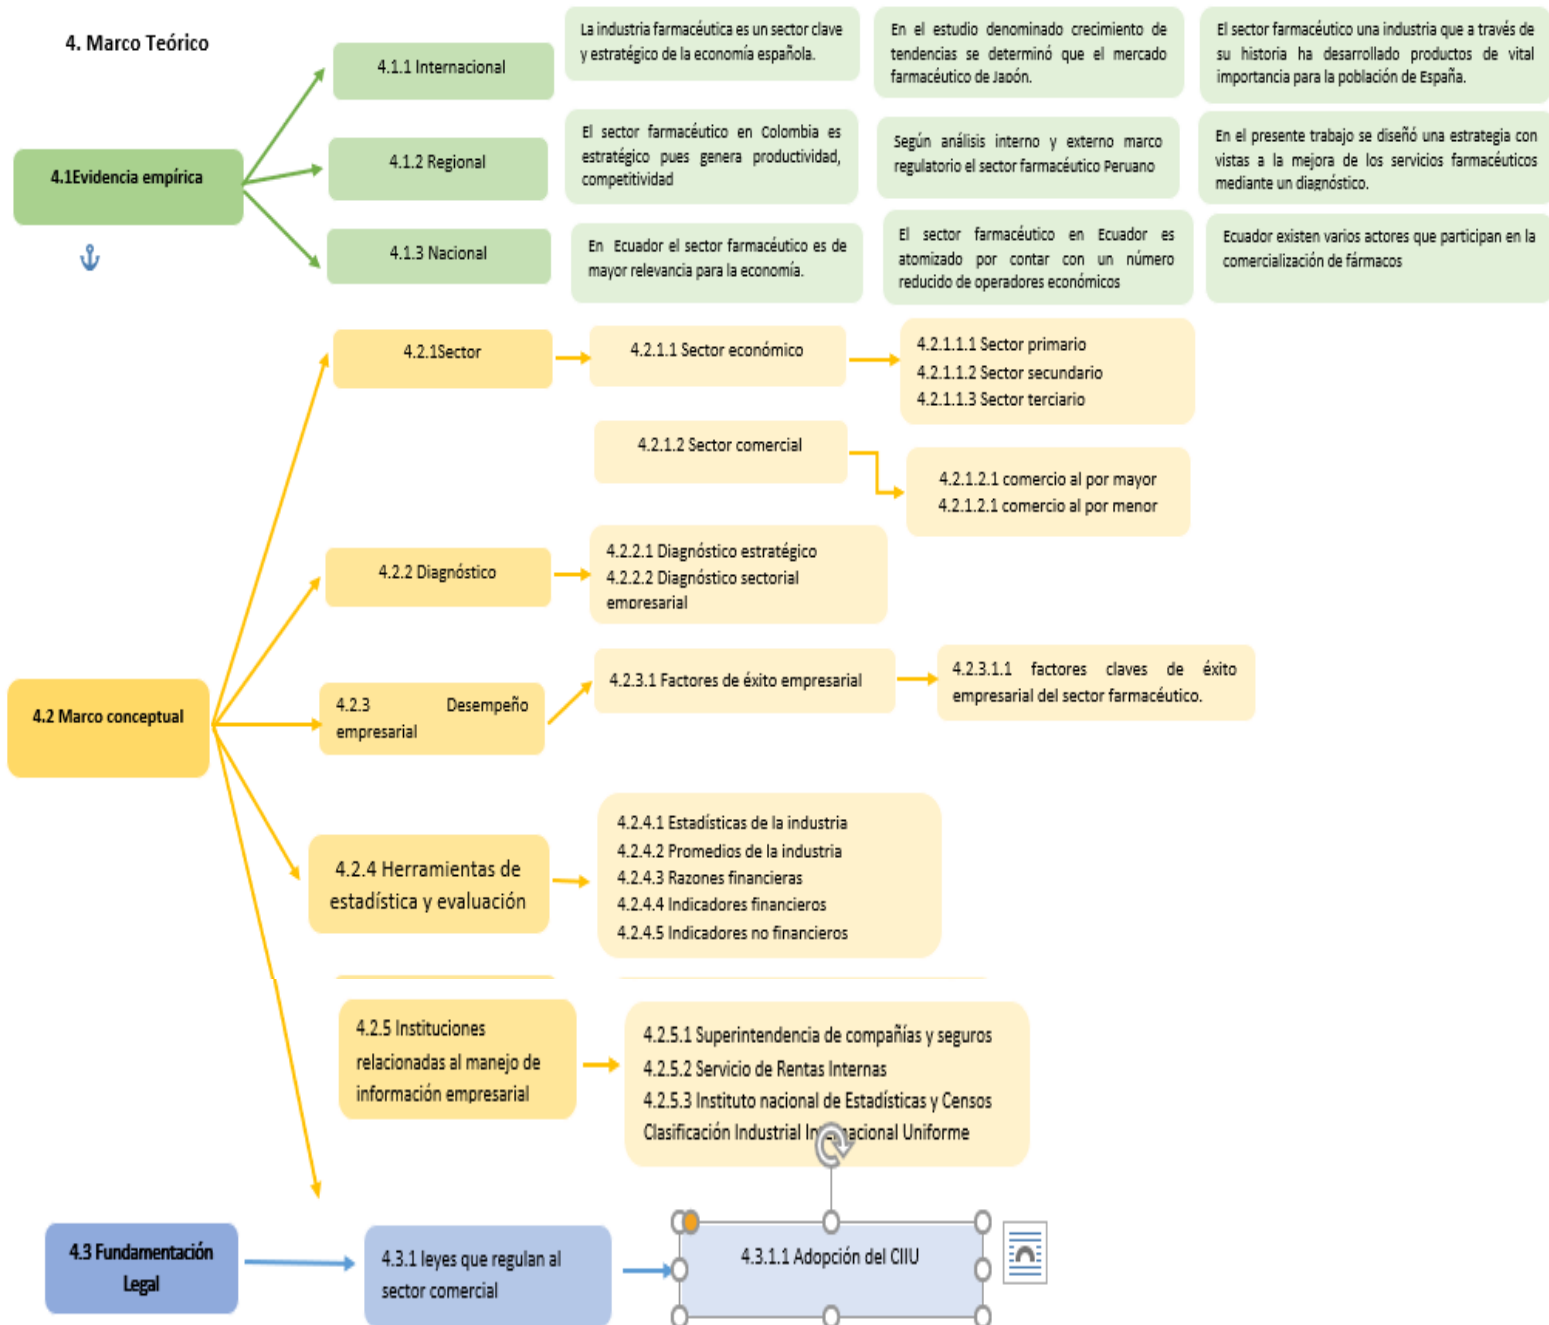 4. Marco Teórico
4.1Evidencia empírica
4.1.1 Internacional
La industria farmacéutica es un sector clave
y estratégico de la economía española.
En el estudio denominado crecimiento de
tendencias se determinó que el mercado
farmacéutico de Japón.
El sector farmacéutico una industria que a través de
su historia ha desarrollado productos de vital
importancia para la población de España.
4.1.2 Regional
El sector farmacéutico en Colombia es
estratégico pues genera productividad,
competitividad
Según análisis interno y externo marco
regulatorio el sector farmacéutico Peruano
En el presente trabajo se diseñó una estrategia con
vistas a la mejora de los servicios farmacéuticos
mediante un diagnóstico.
4.1.3 Nacional
En Ecuador el sector farmacéutico es de
mayor relevancia para la economía.
El sector farmacéutico en Ecuador es
atomizado por contar con un número
reducido de operadores económicos
Ecuador existen varios actores que participan en la
comercialización de fármacos
4.2 Marco conceptual
4.2.1Sector
4.2.1.1 Sector económico
4.2.1.1.1 Sector primario
4.2.1.1.2 Sector secundario
4.2.1.1.3 Sector terciario
4.2.1.2 Sector comercial
4.2.1.2.1 comercio al por mayor
4.2.1.2.1 comercio al por menor
4.2.2 Diagnóstico
4.2.2.1 Diagnóstico estratégico
4.2.2.2 Diagnóstico sectorial
empresarial
4.2.3 Desempeño
empresarial
4.2.3.1 Factores de éxito empresarial
4.2.3.1.1 factores claves de éxito
empresarial del sector farmacéutico.
4.2.4 Herramientas de
estadística y evaluación
4.2.4.1 Estadísticas de la industria
4.2.4.2 Promedios de la industria
4.2.4.3 Razones financieras
4.2.4.4 Indicadores financieros
4.2.4.5 Indicadores no financieros
4.2.5 Instituciones
relacionadas al manejo de
información empresarial
4.2.5.1 Superintendencia de compañías y seguros
4.2.5.2 Servicio de Rentas Internas
4.2.5.3 Instituto nacional de Estadísticas y Censos
Clasificación Industrial Internacional Uniforme
4.3 Fundamentación
Legal
4.3.1 leyes que regulan al
sector comercial
4.3.1.1 Adopción del CIIU